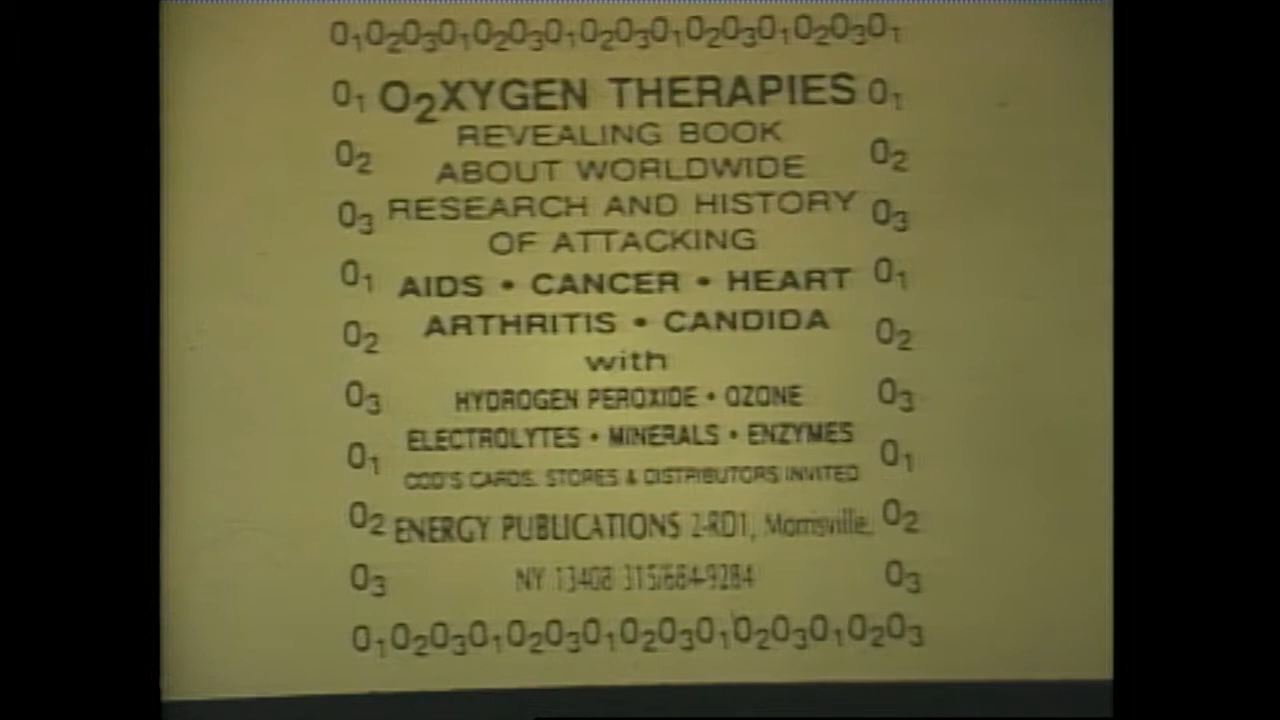 O₁O₂O₃O₁O₂O₃O₁O₂O₃O₁O₂O₃O₁O₂O₃O₁
O₁ O₂XYGEN THERAPIES O₁
REVEALING BOOK
O₂ ABOUT WORLDWIDE O₂
O₃ RESEARCH AND HISTORY O₃
OF ATTACKING
O₁ AIDS • CANCER • HEART O₁
O₂ ARTHRITIS • CANDIDA O₂
with
O₃ HYDROGEN PEROXIDE • OZONE O₃
ELECTROLYTES • MINERALS • ENZYMES
O₁ COD'S CARDS. STORES & DISTRIBUTORS INVITED O₁
O₂ ENERGY PUBLICATIONS 2-RD1, Morrisville, O₂
O₃ NY 13408 315/684-9284 O₃
O₁O₂O₃O₁O₂O₃O₁O₂O₃O₁O₂O₃O₁O₂O₃